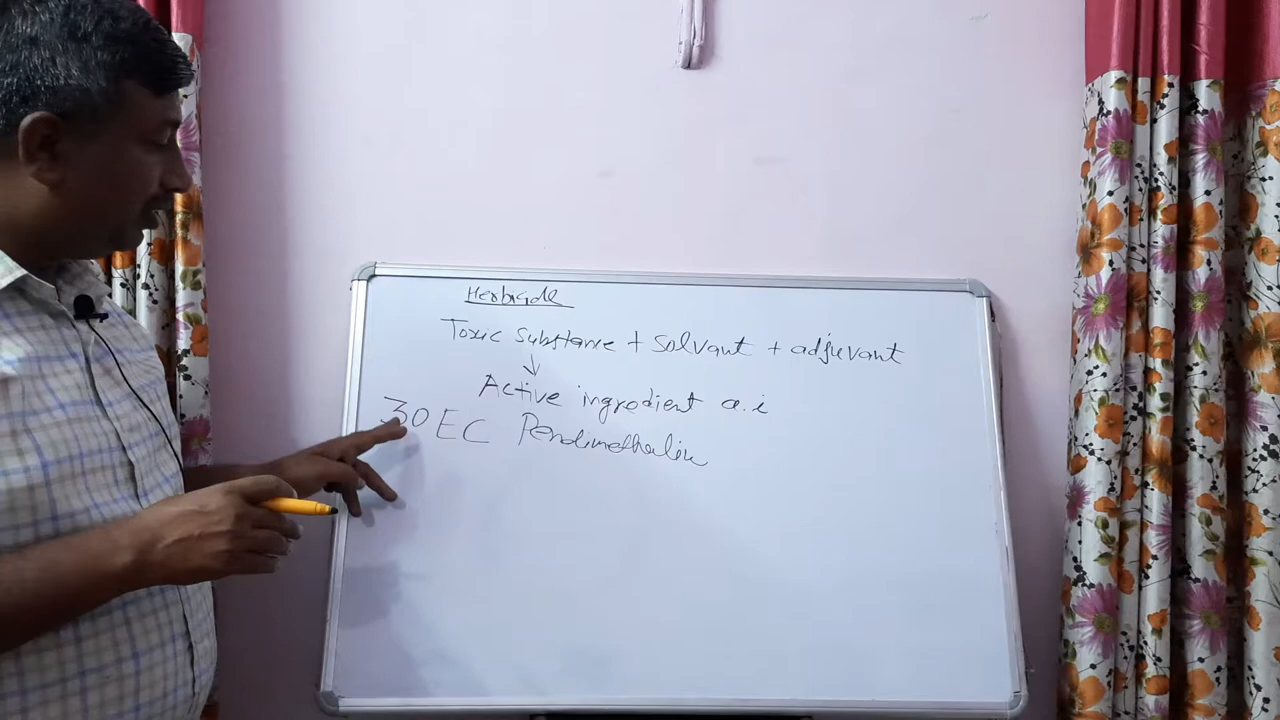 Herbicide
Toxic Substance + Solvant + adjuvant
↓
Active ingredient a.i
30 EC Pendimethalin